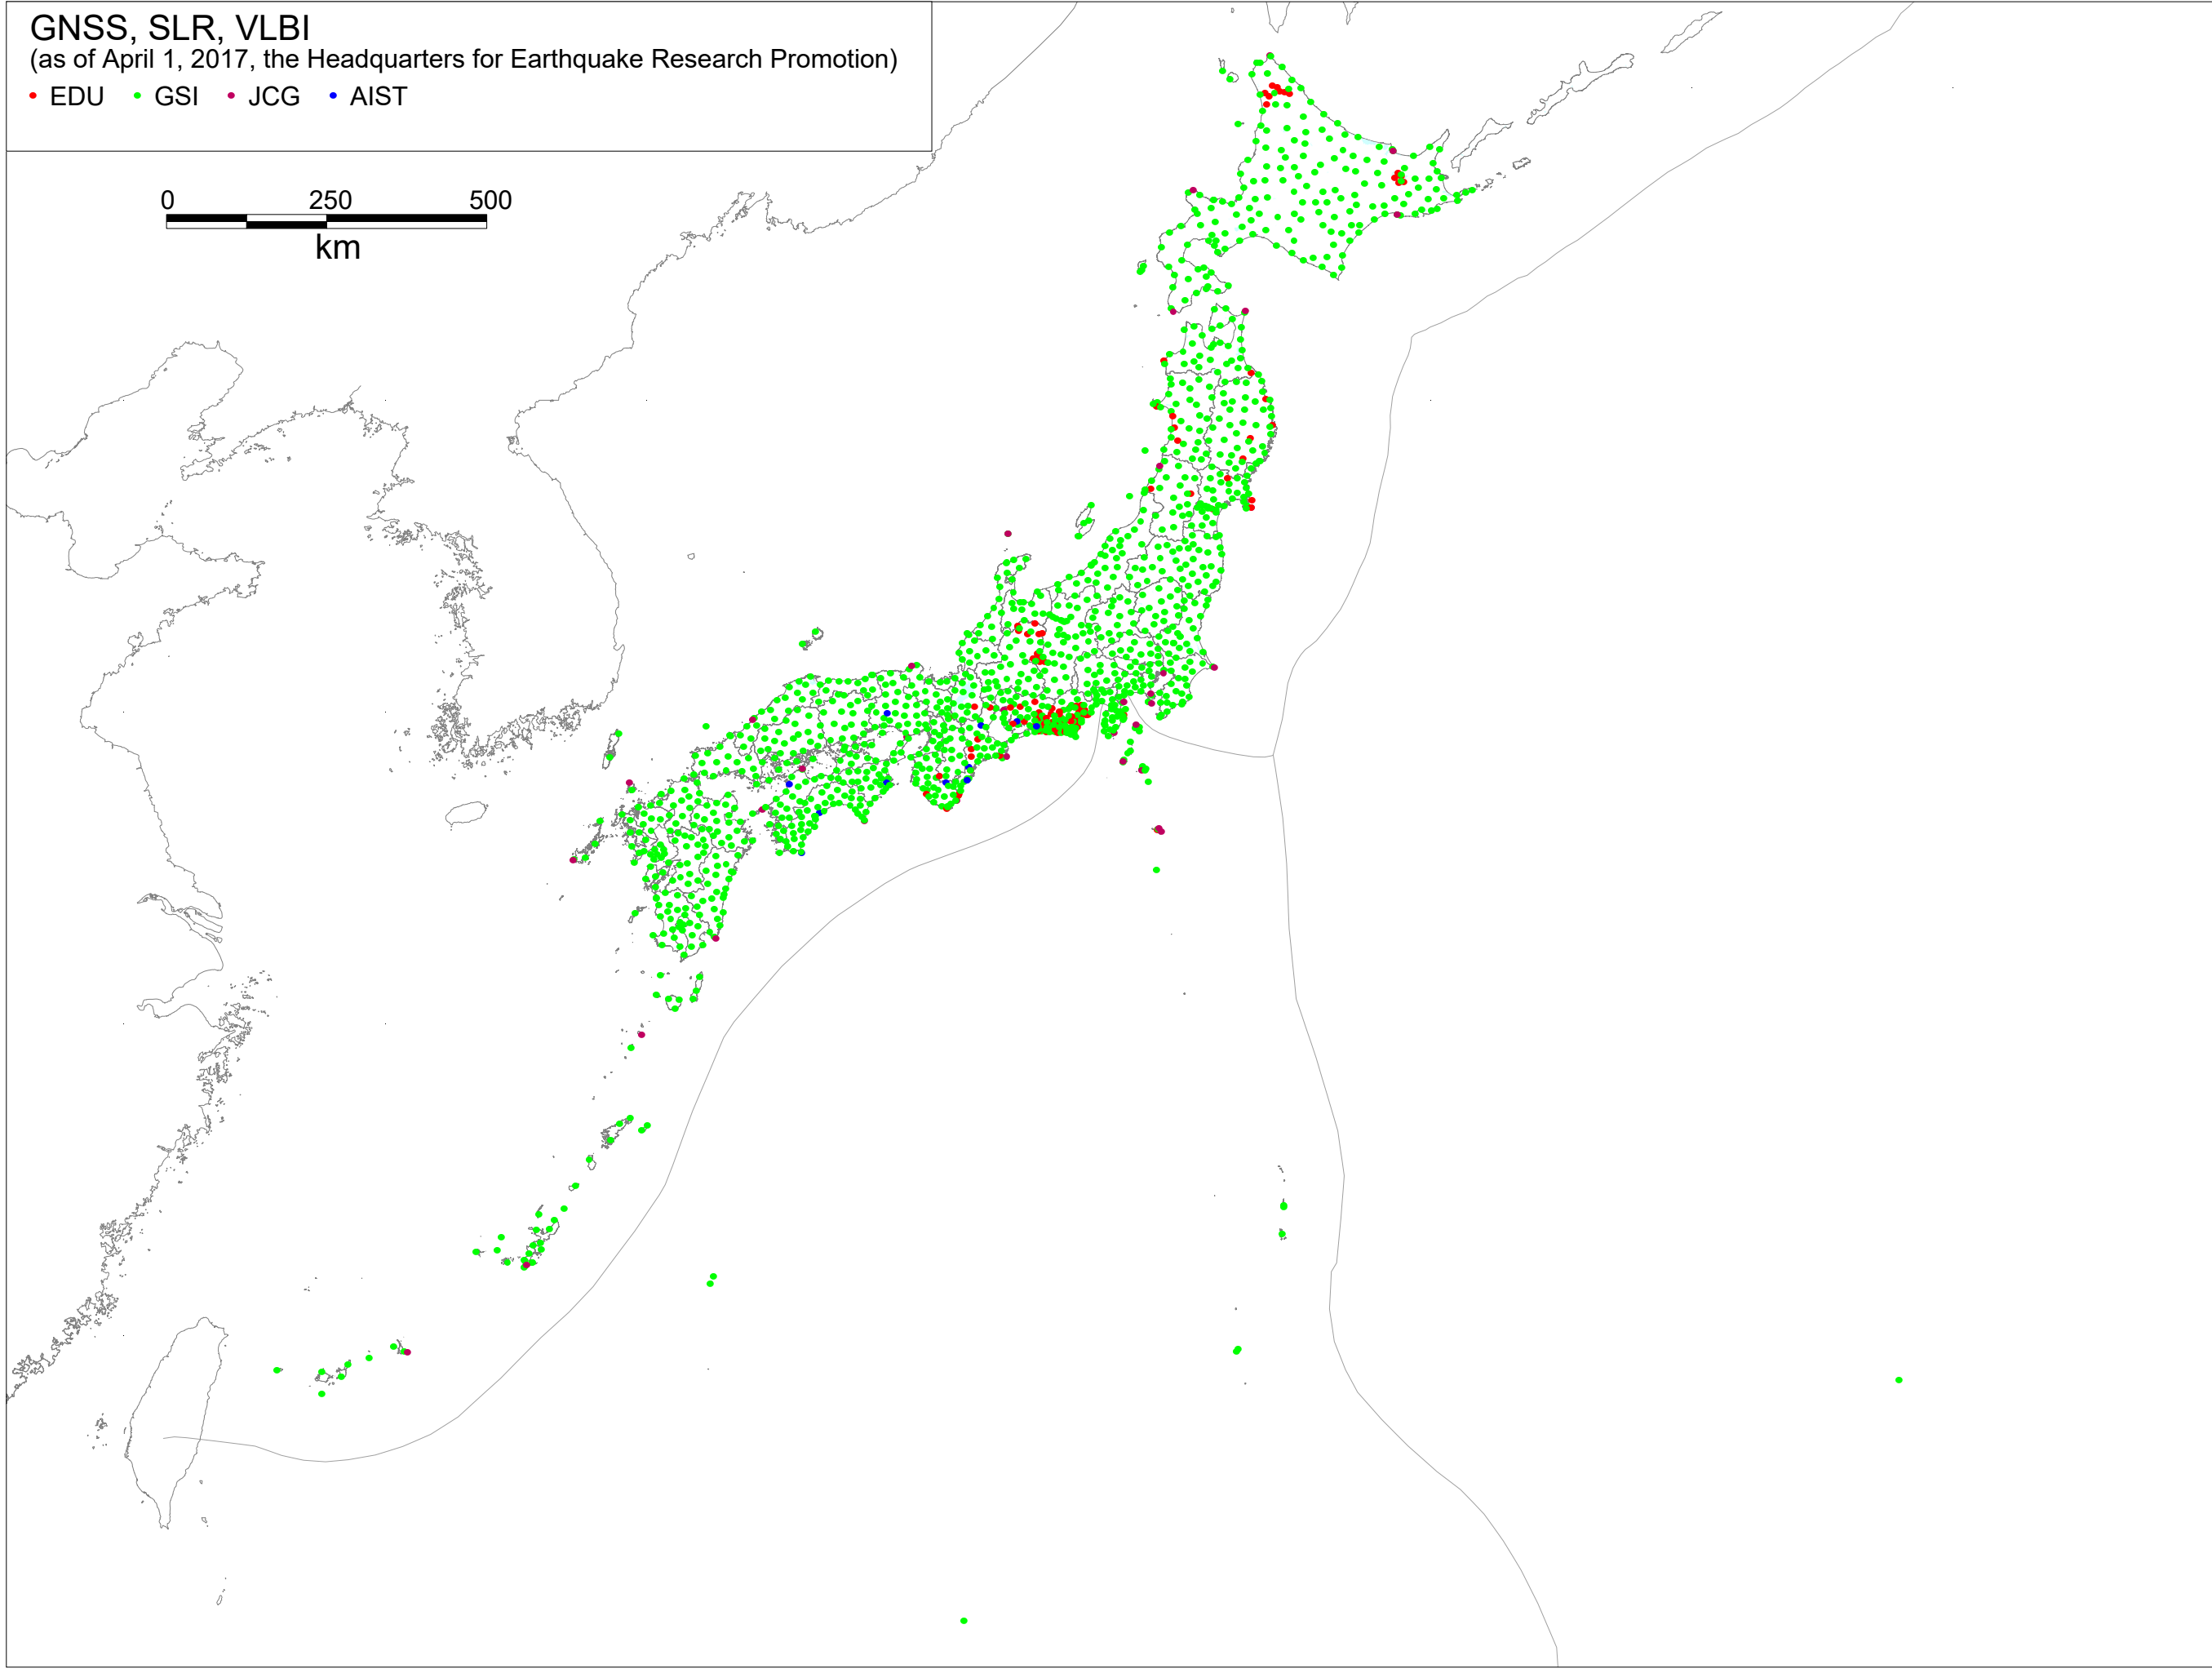 GNSS, SLR, VLBI
(as of April 1, 2017, the Headquarters for Earthquake Research Promotion)
EDU GSI JCG AIST
0 250 500
km